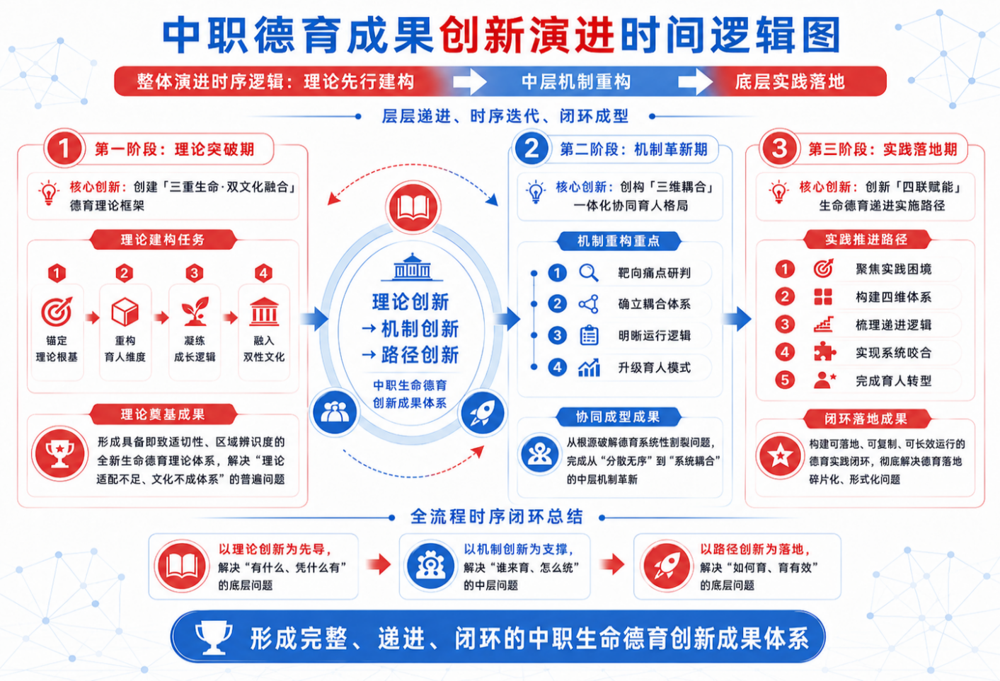 中职德育成果创新演进时间逻辑图
整体演进时序逻辑：理论先行建构
中层机制重构
底层实践落地
层层递进、时序迭代、闭环成型
1
第一阶段：理论突破期
核心创新：创建「三重生命·双文化融合」
德育理论框架
理论建构任务
1
2
3
4
锚定
理论根基
重构
育人维度
凝练
成长逻辑
融入
双性文化
理论奠基成果
形成具备即致适切性、区域辨识度的
全新生命德育理论体系，解决“理论
适配不足、文化不成体系”的普遍问题
理论创新
→机制创新
→路径创新
中职生命德育
创新成果体系
2
第二阶段：机制革新期
核心创新：创构「三维耦合」
一体化协同育人格局
机制重构重点
1 靶向痛点研判
2 确立耦合体系
3 明晰运行逻辑
4 升级育人模式
协同成型成果
从根源破解德育系统性割裂问题，
完成从“分散无序”到“系统耦合”
的中层机制革新
3
第三阶段：实践落地期
核心创新：创新「四联赋能」
生命德育递进实施路径
实践推进路径
1 聚焦实践困境
2 构建四维体系
3 梳理递进逻辑
4 实现系统咬合
5 完成育人转型
闭环落地成果
构建可落地、可复制、可长效运行的
德育实践闭环，彻底解决德育落地
碎片化、形式化问题
全流程时序闭环总结
以理论创新为先导，
解决“有什么、凭什么有”
的底层问题
以机制创新为支撑，
解决“谁来育、怎么统”
的中层问题
以路径创新为落地，
解决“如何育、育有效”
的底层问题
形成完整、递进、闭环的中职生命德育创新成果体系